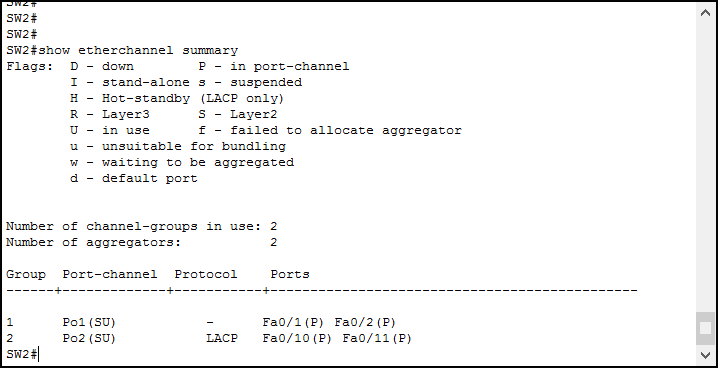 SW2#
SW2#
SW2#
SW2#show etherchannel summary
Flags:  D - down        P - in port-channel
        I - stand-alone s - suspended
        H - Hot-standby (LACP only)
        R - Layer3      S - Layer2
        U - in use      f - failed to allocate aggregator
        u - unsuitable for bundling
        w - waiting to be aggregated
        d - default port
Number of channel-groups in use: 2
Number of aggregators:           2
Group  Port-channel  Protocol    Ports
------+-------------+-----------+----------------------------------------------
1      Po1(SU)           -      Fa0/1(P) Fa0/2(P)
2      Po2(SU)           LACP   Fa0/10(P) Fa0/11(P)
SW2#